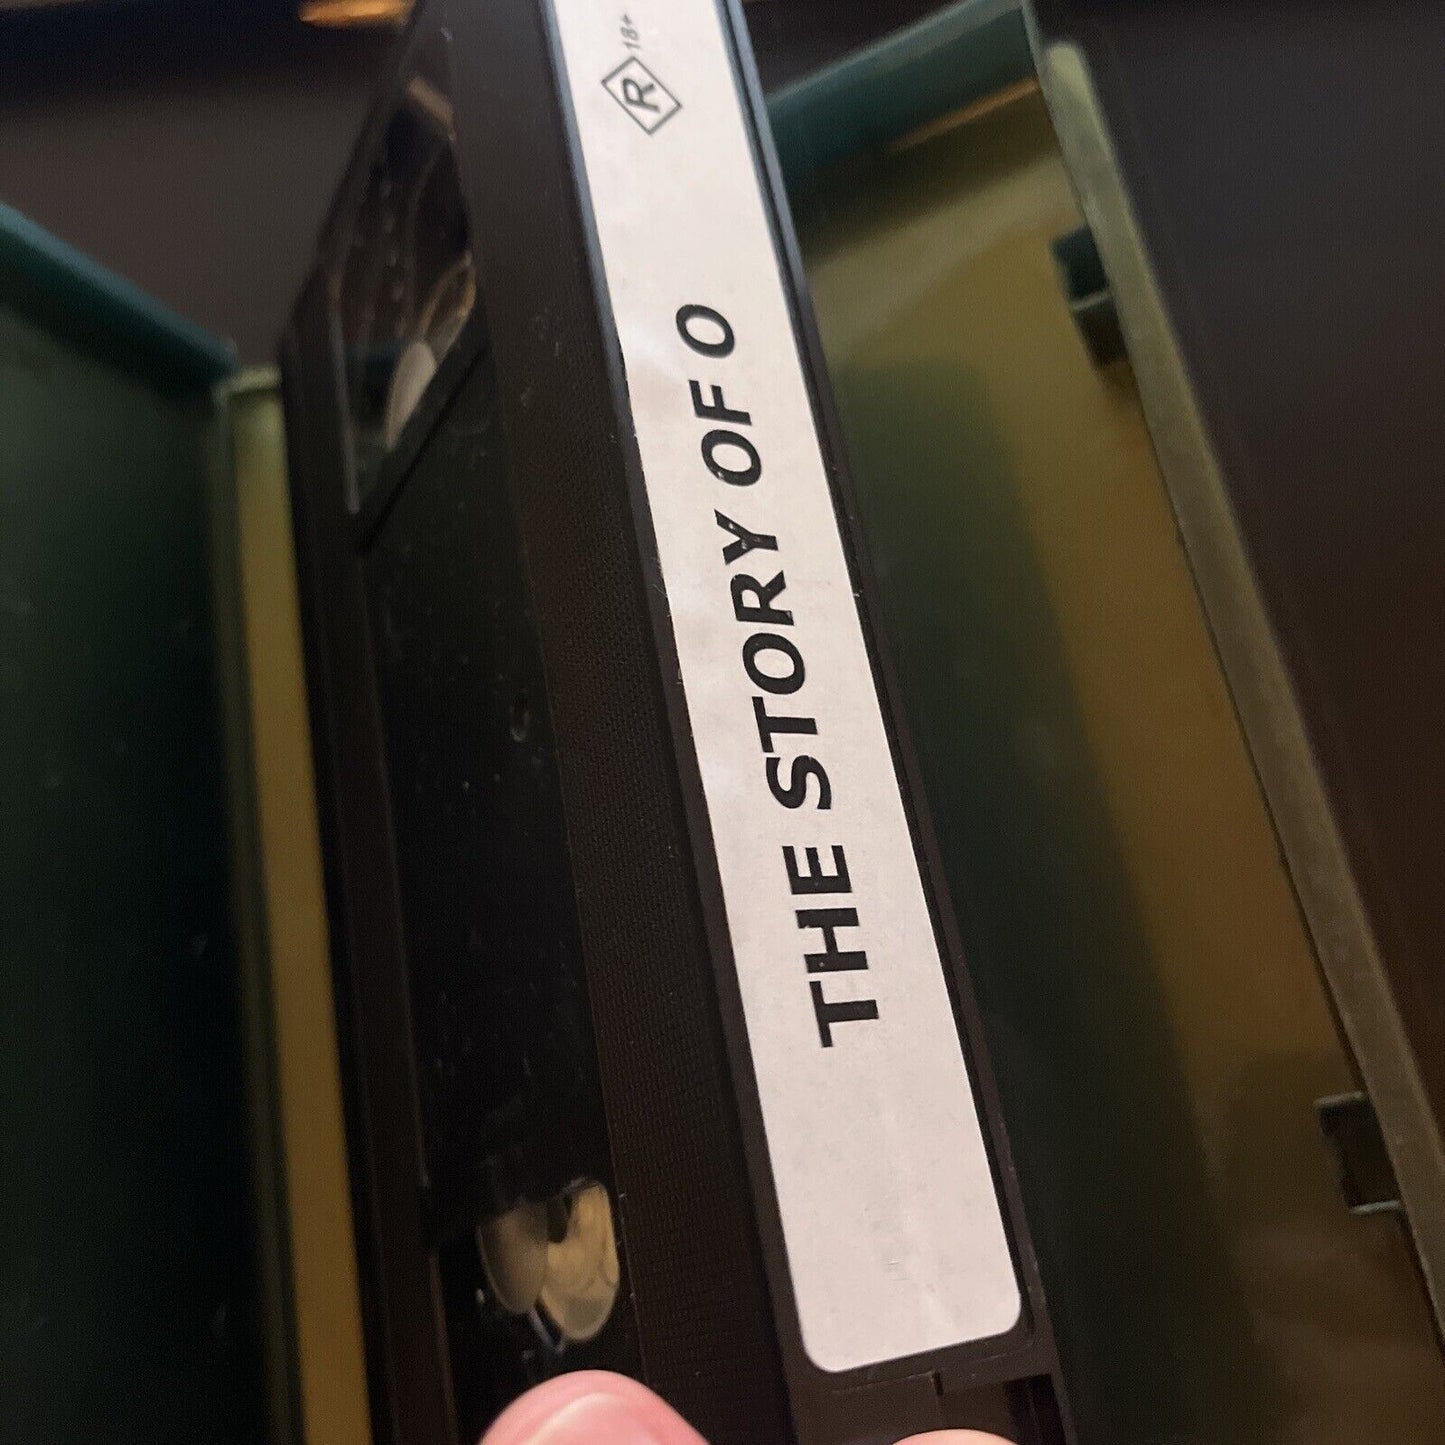 THE STORY OF O
R 18+